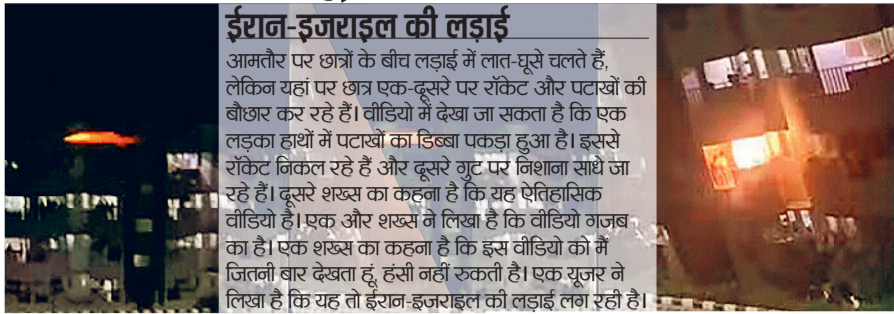 ईरान-इजराइल की लड़ाई
आमतौर पर छात्रों के बीच लड़ाई में लात-घूसे चलते हैं,
लेकिन यहां पर छात्र एक-दूसरे पर रॉकेट और पटाखों की
बौछार कर रहे हैं। वीडियो में देखा जा सकता है कि एक
लड़का हाथों में पटाखों का डिब्बा पकड़ा हुआ है। इससे
रॉकेट निकल रहे हैं और दूसरे गुट पर निशाना साधे जा
रहे हैं। दूसरे शख्स का कहना है कि यह ऐतिहासिक
वीडियो है। एक और शख्स ने लिखा है कि वीडियो गजब
का है। एक शख्स का कहना है कि इस वीडियो को मैं
जितनी बार देखता हूं, हंसी नहीं रुकती है। एक यूजर ने
लिखा है कि यह तो ईरान-इजराइल की लड़ाई लग रही है।